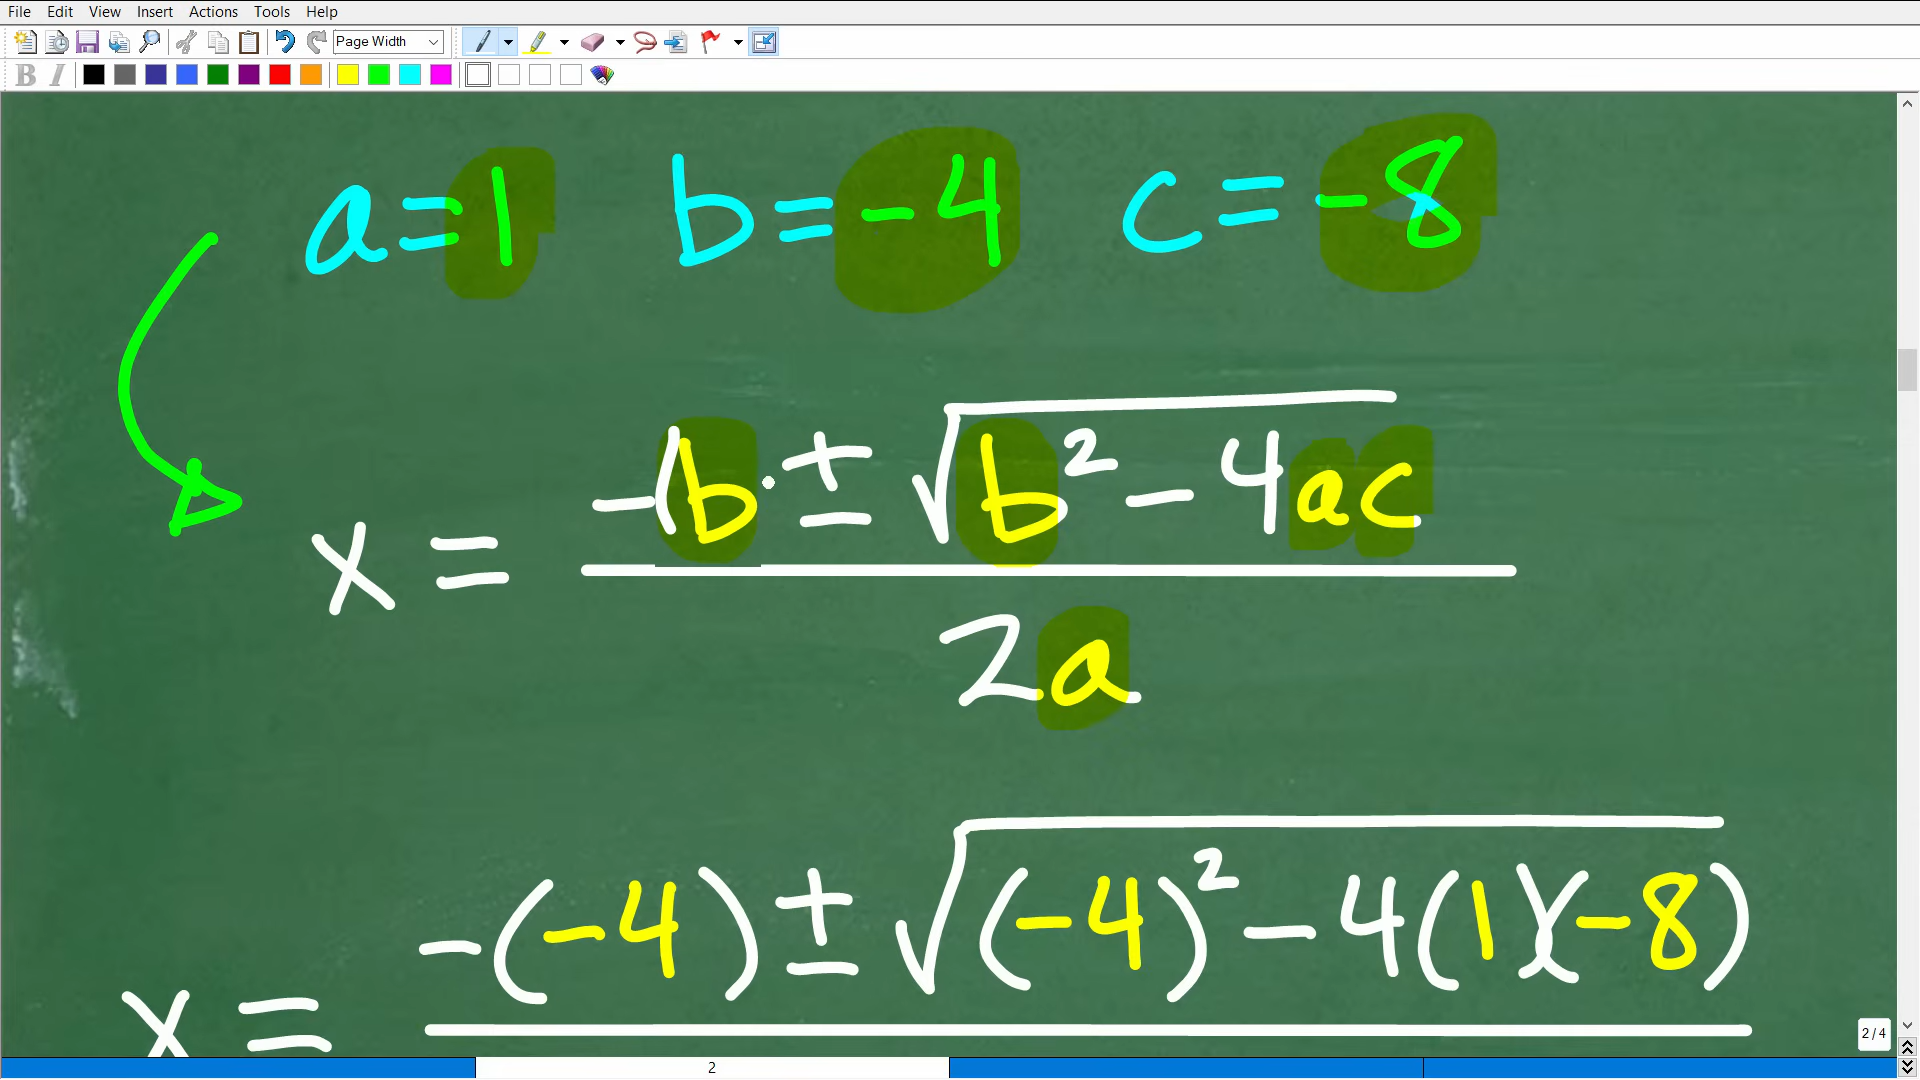 File Edit View Insert Actions Tools Help
Page Width
B I
a=1 b=-4 c=-8
x = -(b ± √b² - 4ac / 2a
x = -(-4) ± √(-4)² - 4(1)(-8)
2/4
2